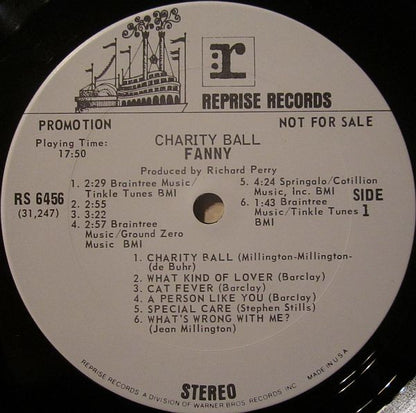 r:
REPRISE RECORDS
PROMOTION
NOT FOR SALE
Playing Time:
17:50
CHARITY BALL
FANNY
Produced by Richard Perry
RS 6456
(31,247)
1. 2:29 Braintree Music/
Tinkle Tunes BMI
2. 2:55
3. 3:22
4. 2:57 Braintree
Music/Ground Zero
Music BMI
5. 4:24 Springalo/Cotillion
Music, Inc. BMI
6. 1:43 Braintree
Music/Tinkle Tunes
BMI
SIDE
1
1. CHARITY BALL (Millington-Millington-
(de Buhr)
2. WHAT KIND OF LOVER (Barclay)
3. CAT FEVER (Barclay)
4. A PERSON LIKE YOU (Barclay)
5. SPECIAL CARE (Stephen Stills)
6. WHAT'S WRONG WITH ME?
(Jean Millington)
STEREO
REPRISE RECORDS, A DIVISION OF WARNER BROS. RECORDS, INC.
MADE IN U.S.A.